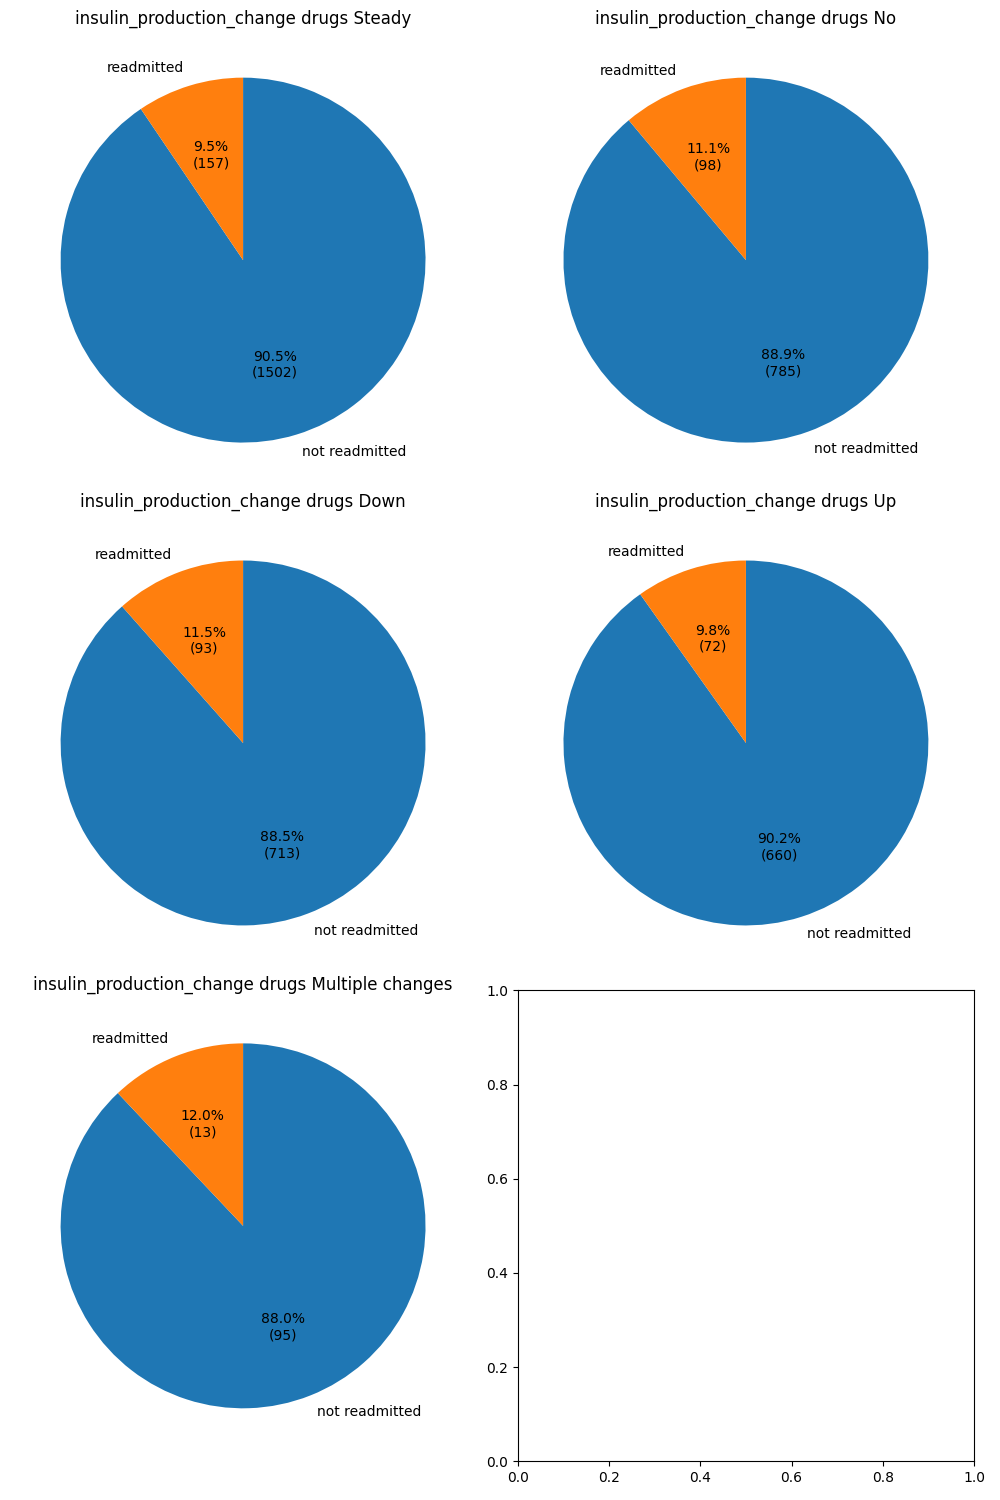 insulin_production_change drugs Steady
readmitted
9.5%
(157)
90.5%
(1502)
not readmitted
insulin_production_change drugs No
readmitted
11.1%
(98)
88.9%
(785)
not readmitted
insulin_production_change drugs Down
readmitted
11.5%
(93)
88.5%
(713)
not readmitted
insulin_production_change drugs Up
readmitted
9.8%
(72)
90.2%
(660)
not readmitted
insulin_production_change drugs Multiple changes
readmitted
12.0%
(13)
88.0%
(95)
not readmitted
1.0
0.8
0.6
0.4
0.2
0.0
0.0 0.2 0.4 0.6 0.8 1.0